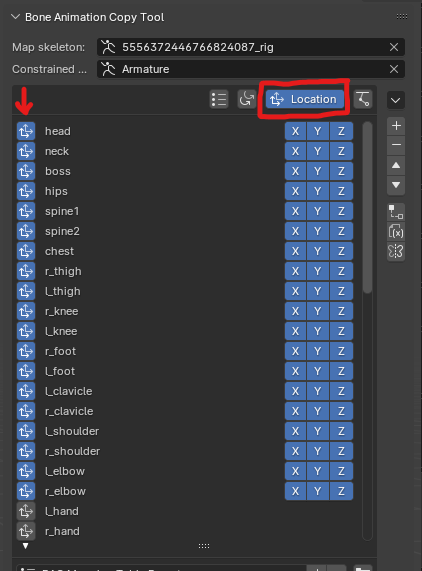 Bone Animation Copy Tool
Map skeleton: 5556372446766824087_rig
Constrained ... Armature
Location
head X Y Z
neck X Y Z
boss X Y Z
hips X Y Z
spine1 X Y Z
spine2 X Y Z
chest X Y Z
r_thigh X Y Z
l_thigh X Y Z
r_knee X Y Z
l_knee X Y Z
r_foot X Y Z
l_foot X Y Z
l_clavicle X Y Z
r_clavicle X Y Z
l_shoulder X Y Z
r_shoulder X Y Z
l_elbow X Y Z
r_elbow X Y Z
l_hand
r_hand